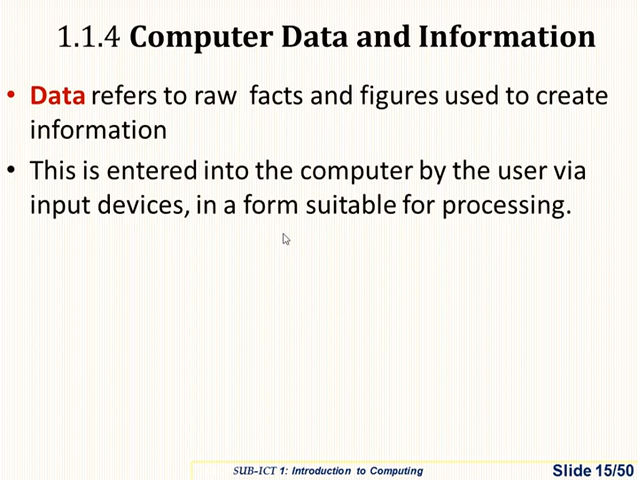 1.1.4 Computer Data and Information
• Data refers to raw facts and figures used to create
information
• This is entered into the computer by the user via
input devices, in a form suitable for processing.
SUB-ICT 1: Introduction to Computing
Slide 15/50